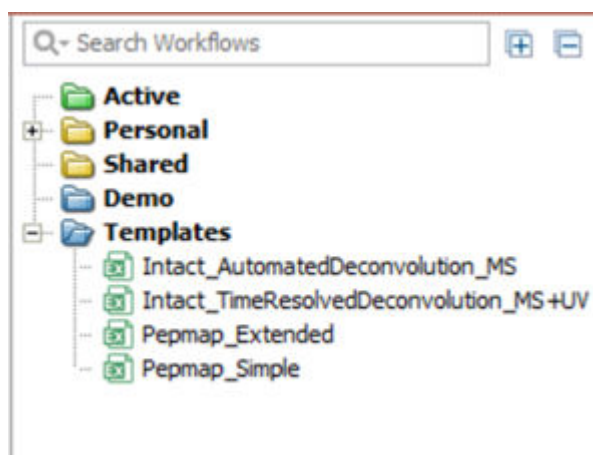 Search Workflows
Active
Personal
Shared
Demo
Templates
Intact_AutomatedDeconvolution_MS
Intact_TimeResolvedDeconvolution_MS+UV
Pepmap_Extended
Pepmap_Simple